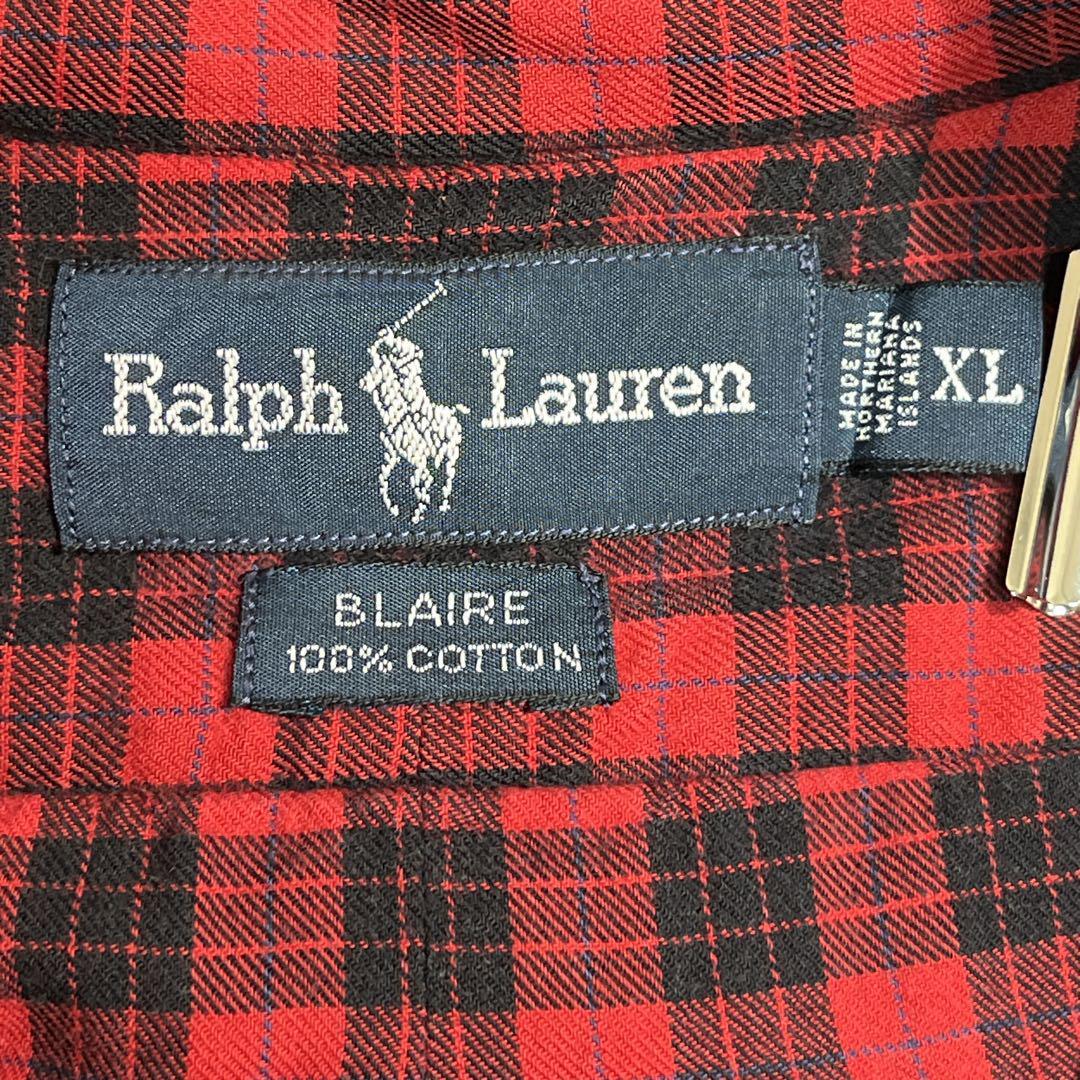 Ralph Lauren
MADE IN
NORTHERN
MARIANA
ISLANDS
XL
BLAIRE
100% COTTON